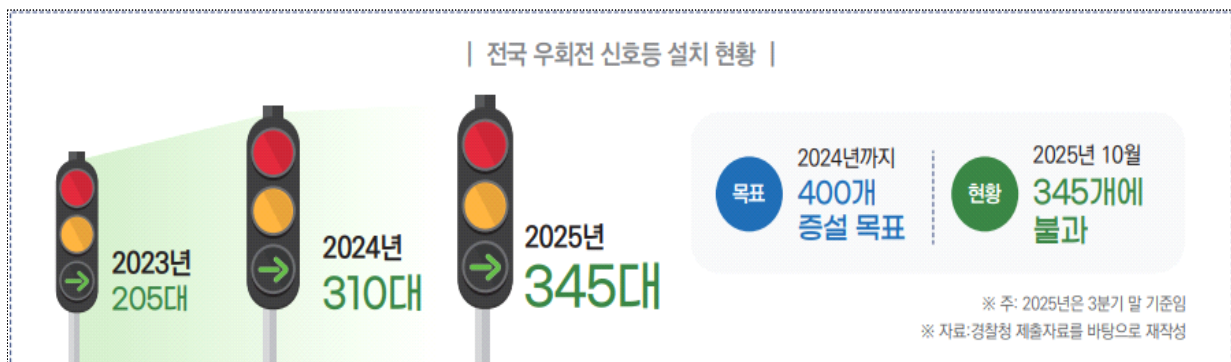 | 전국 우회전 신호등 설치 현황 |
2023년
205대
2024년
310대
2025년
345대
목표
2024년까지
400개
증설 목표
현황
2025년 10월
345개에
불과
※ 주: 2025년은 3분기 말 기준임
※ 자료:경찰청 제출자료를 바탕으로 재작성